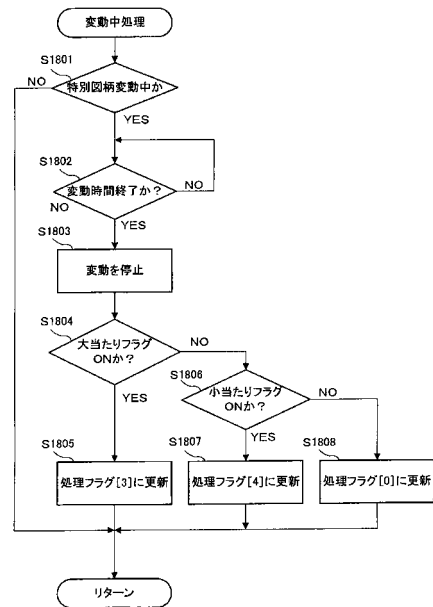 変動中処理
S1801
NO
特別図柄変動中か
YES
S1802
変動時間終了か?
NO
NO
YES
S1803
変動を停止
S1804
大当たりフラグ
ONか?
NO
YES
S1806
小当たりフラグ
ONか?
NO
YES
S1805
処理フラグ[3]に更新
S1807
処理フラグ[4]に更新
S1808
処理フラグ[0]に更新
リターン